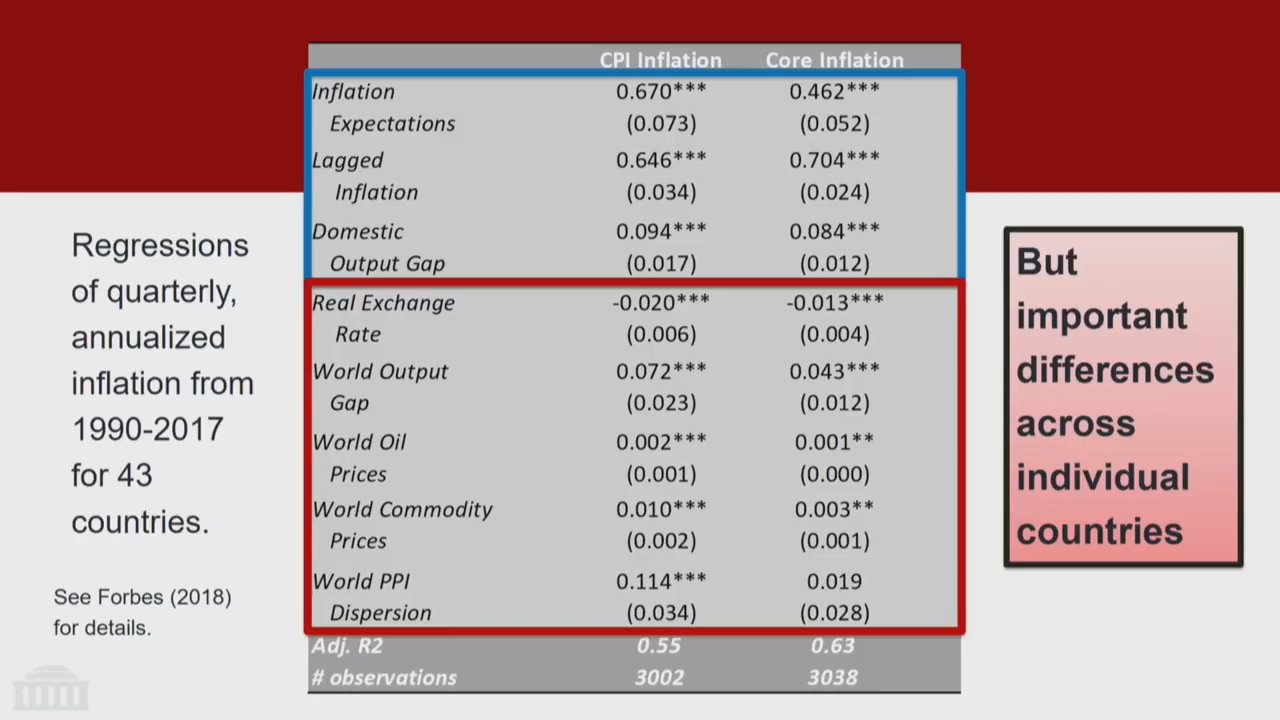 CPI Inflation Core Inflation
Inflation 0.670*** 0.462***
Expectations (0.073) (0.052)
Lagged 0.646*** 0.704***
Inflation (0.034) (0.024)
Domestic 0.094*** 0.084***
Output Gap (0.017) (0.012)
Real Exchange -0.020*** -0.013***
Rate (0.006) (0.004)
World Output 0.072*** 0.043***
Gap (0.023) (0.012)
World Oil 0.002*** 0.001**
Prices (0.001) (0.000)
World Commodity 0.010*** 0.003**
Prices (0.002) (0.001)
World PPI 0.114*** 0.019
Dispersion (0.034) (0.028)
Adj. R2 0.55 0.63
# observations 3002 3038
Regressions
of quarterly,
annualized
inflation from
1990-2017
for 43
countries.
See Forbes (2018)
for details.
But
important
differences
across
individual
countries